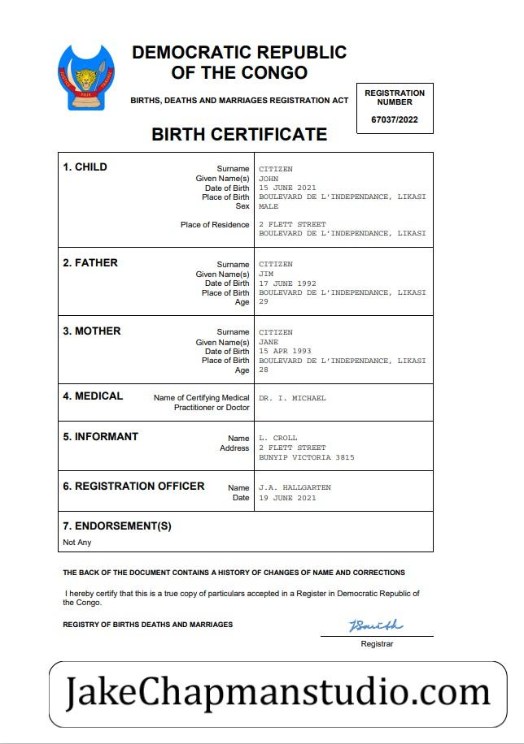 DEMOCRATIC REPUBLIC
OF THE CONGO
BIRTHS, DEATHS AND MARRIAGES REGISTRATION ACT
REGISTRATION
NUMBER
67037/2022
BIRTH CERTIFICATE
1. CHILD
Surname CITIZEN
Given Name(s) JOHN
Date of Birth 15 JUNE 2021
Place of Birth BOULEVARD DE L'INDEPENDANCE, LIKASI
Sex MALE
Place of Residence 2 FLETT STREET
BOULEVARD DE L'INDEPENDANCE, LIKASI
2. FATHER
Surname CITIZEN
Given Name(s) JIM
Date of Birth 17 JUNE 1992
Place of Birth BOULEVARD DE L'INDEPENDANCE, LIKASI
Age 29
3. MOTHER
Surname CITIZEN
Given Name(s) JANE
Date of Birth 15 APR 1993
Place of Birth BOULEVARD DE L'INDEPENDANCE, LIKASI
Age 28
4. MEDICAL
Name of Certifying Medical DR. I. MICHAEL
Practitioner or Doctor
5. INFORMANT
Name L. CROLL
Address 2 FLETT STREET
BUNYIP VICTORIA 3815
6. REGISTRATION OFFICER Name J.A. HALLGARTEN
Date 19 JUNE 2021
7. ENDORSEMENT(S)
Not Any
THE BACK OF THE DOCUMENT CONTAINS A HISTORY OF CHANGES OF NAME AND CORRECTIONS
I hereby certify that this is a true copy of particulars accepted in a Register in Democratic Republic of
the Congo.
REGISTRY OF BIRTHS DEATHS AND MARRIAGES
Registrar
JakeChapmanstudio.com